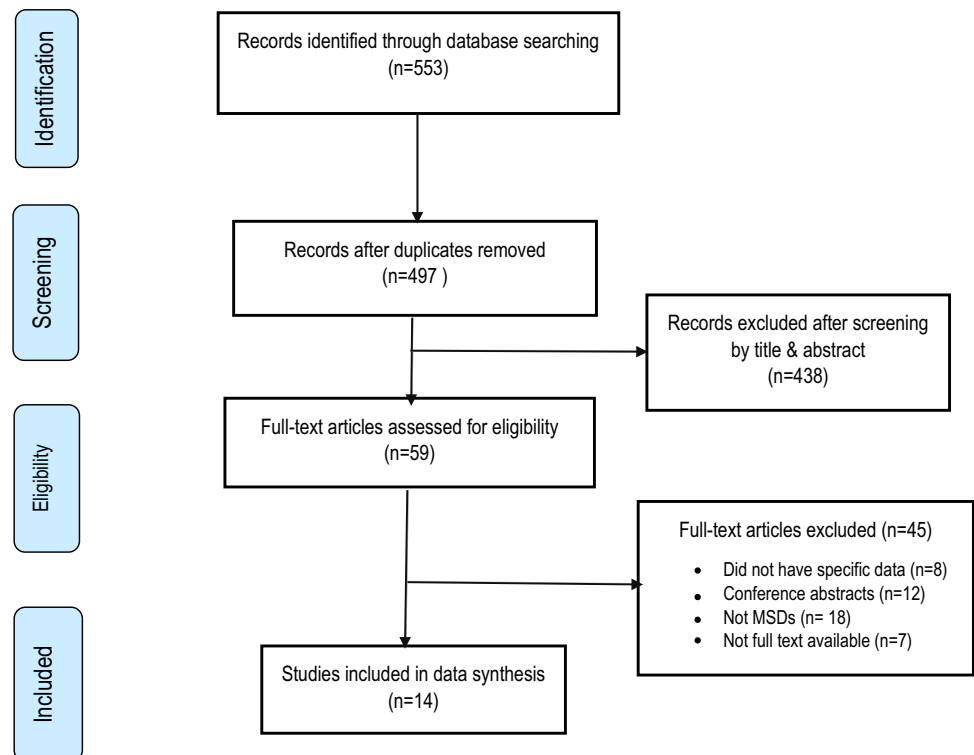 Identification
Records identified through database searching
(n=553)
Screening
Records after duplicates removed
(n=497 )
Records excluded after screening
by title & abstract
(n=438)
Eligibility
Full-text articles assessed for eligibility
(n=59)
Full-text articles excluded (n=45)
• Did not have specific data (n=8)
• Conference abstracts (n=12)
• Not MSDs (n= 18)
• Not full text available (n=7)
Included
Studies included in data synthesis
(n=14)